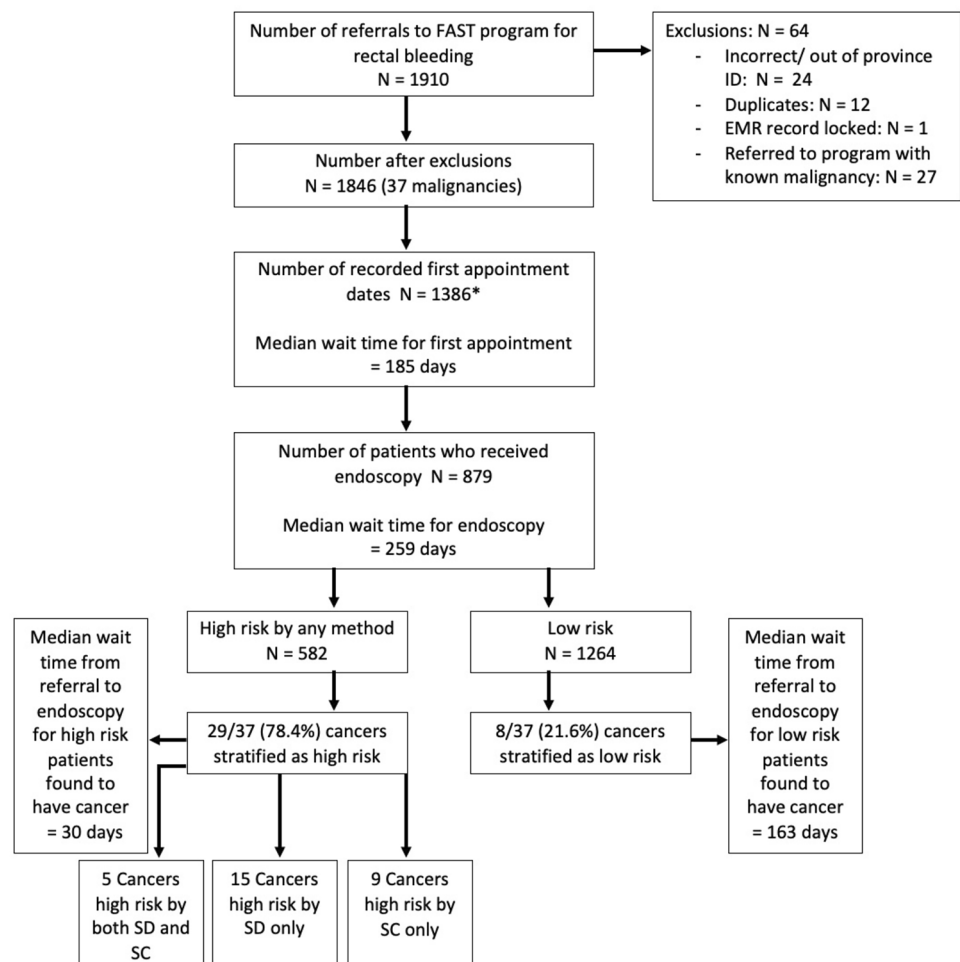 Number of referrals to FAST program for
rectal bleeding
N = 1910
Exclusions: N = 64
- Incorrect/ out of province
ID: N = 24
- Duplicates: N = 12
- EMR record locked: N = 1
- Referred to program with
known malignancy: N = 27
Number after exclusions
N = 1846 (37 malignancies)
Number of recorded first appointment
dates N = 1386*
Median wait time for first appointment
= 185 days
Number of patients who received
endoscopy N = 879
Median wait time for endoscopy
= 259 days
High risk by any method
N = 582
Low risk
N = 1264
Median wait
time from
referral to
endoscopy
for high risk
patients
found to
have cancer
= 30 days
29/37 (78.4%) cancers
stratified as high risk
8/37 (21.6%) cancers
stratified as low risk
Median wait
time from
referral to
endoscopy
for low risk
patients
found to
have cancer
= 163 days
5 Cancers
high risk by
both SD and
SC
15 Cancers
high risk by
SD only
9 Cancers
high risk by
SC only